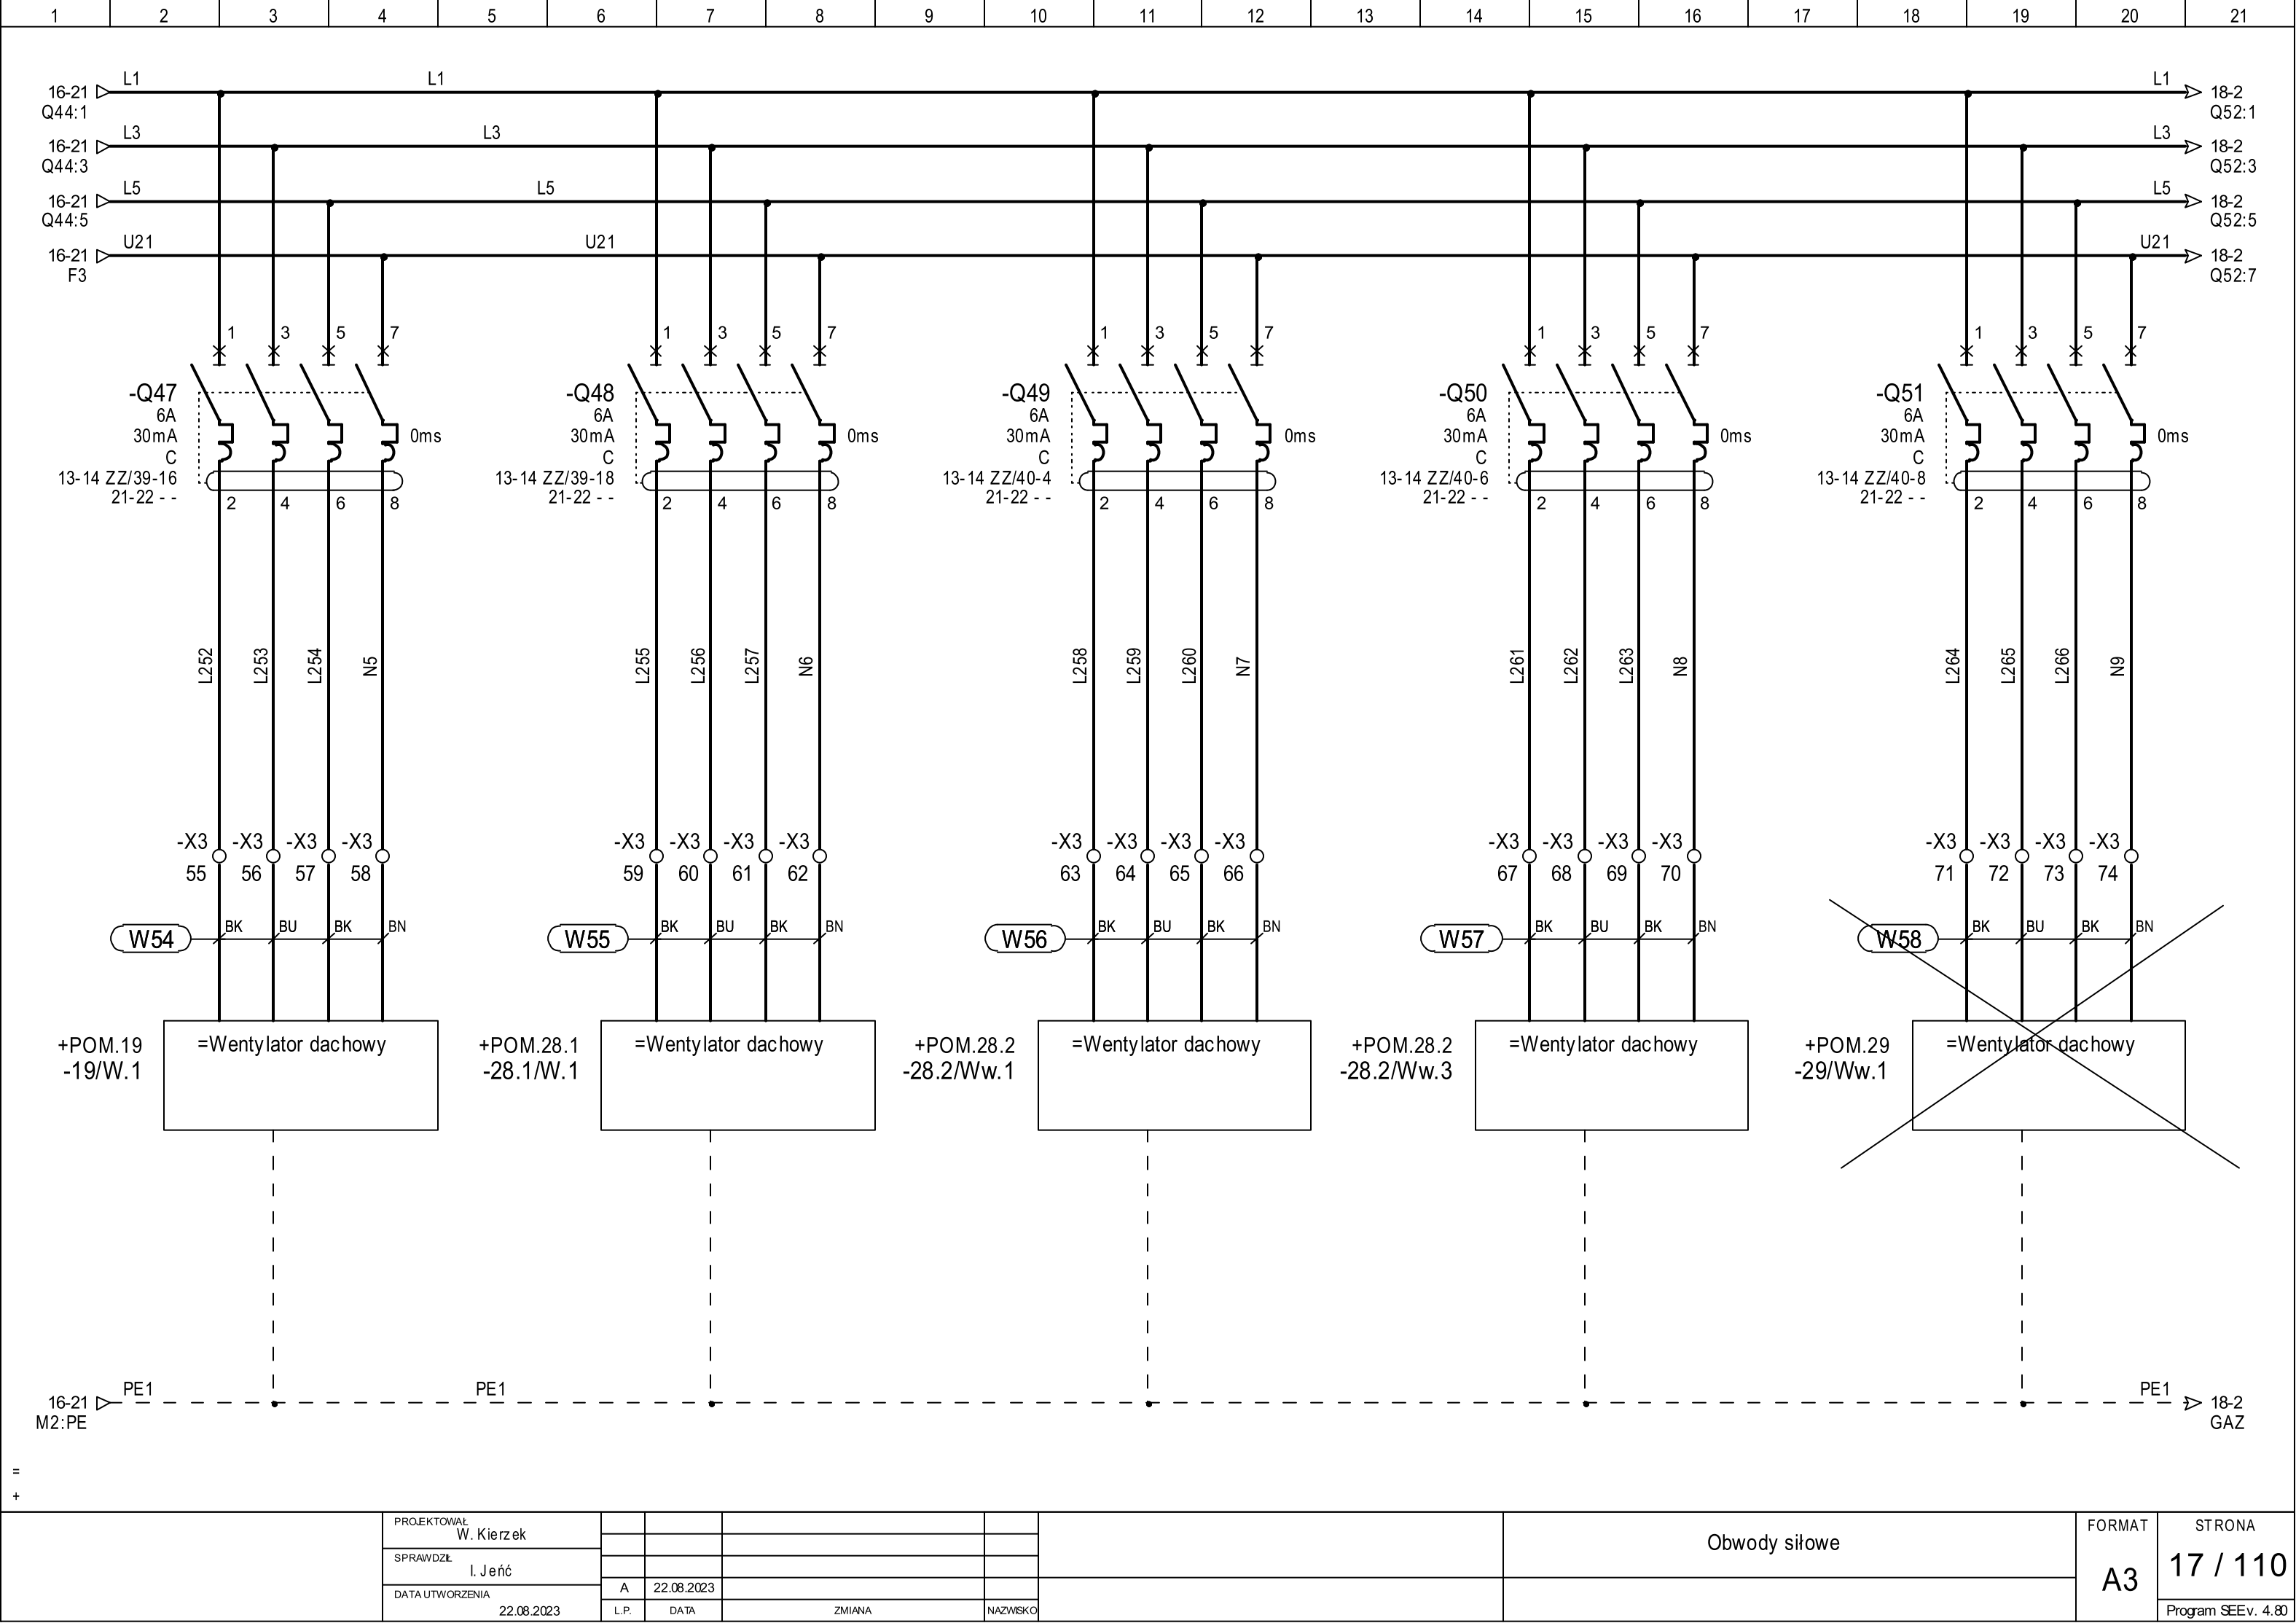 1 2 3 4 5 6 7 8 9 10 11 12 13 14 15 16 17 18 19 20 21
L1 L1 L1
16-21 18-2
Q44:1 Q52:1
L3 L3 L3
16-21 18-2
Q44:3 Q52:3
L5 L5 L5
16-21 18-2
Q44:5 Q52:5
U21 U21 U21
16-21 18-2
F3 Q52:7
1 3 5 7 1 3 5 7 1 3 5 7 1 3 5 7 1 3 5 7
-Q47 -Q48 -Q49 -Q50 -Q51
6A 6A 6A 6A 6A
30mA 0ms 30mA 0ms 30mA 0ms 30mA 0ms 30mA 0ms
C C C C C
13-14 ZZ/39-16 13-14 ZZ/39-18 13-14 ZZ/40-4 13-14 ZZ/40-6 13-14 ZZ/40-8
21-22 - - 21-22 - - 21-22 - - 21-22 - - 21-22 - -
2 4 6 8 2 4 6 8 2 4 6 8 2 4 6 8 2 4 6 8
L252 L253 L254 N5 L255 L256 L257 N6 L258 L259 L260 N7 L261 L262 L263 N8 L264 L265 L266 N9
-X3 -X3 -X3 -X3 -X3 -X3 -X3 -X3 -X3 -X3 -X3 -X3 -X3 -X3 -X3 -X3 -X3 -X3 -X3 -X3
55 56 57 58 59 60 61 62 63 64 65 66 67 68 69 70 71 72 73 74
BK BU BK BN BK BU BK BN BK BU BK BN BK BU BK BN BK BU BK BN
W54 W55 W56 W57 W58
+POM.19 =Wentylator dachowy +POM.28.1 =Wentylator dachowy +POM.28.2 =Wentylator dachowy +POM.28.2 =Wentylator dachowy +POM.29 =Wentylator dachowy
-19/W.1 -28.1/W.1 -28.2/Ww.1 -28.2/Ww.3 -29/Ww.1
PE1 PE1 PE1
16-21 18-2
M2:PE GAZ
=
+
PROJEKTOWAŁ
W. Kierzek
SPRAWDZIŁ
I. Jeńć
DATA UTWORZENIA
22.08.2023
A 22.08.2023
L.P. DATA ZMIANA NAZWISKO
Obwody siłowe
FORMAT
A3
STRONA
17 / 110
Program SEE v. 4.80